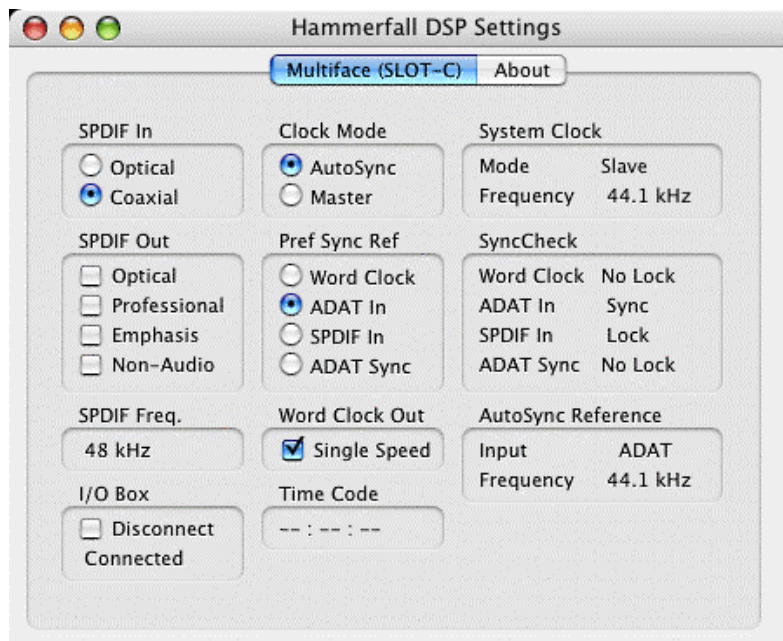 Hammerfall DSP Settings
Multiface (SLOT-C)
About
SPDIF In
Optical
Coaxial
Clock Mode
AutoSync
Master
System Clock
Mode Slave
Frequency 44.1 kHz
SPDIF Out
Optical
Professional
Emphasis
Non-Audio
Pref Sync Ref
Word Clock
ADAT In
SPDIF In
ADAT Sync
SyncCheck
Word Clock No Lock
ADAT In Sync
SPDIF In Lock
ADAT Sync No Lock
SPDIF Freq.
48 kHz
Word Clock Out
Single Speed
AutoSync Reference
Input ADAT
Frequency 44.1 kHz
I/O Box
Disconnect
Connected
Time Code
-- : -- : --